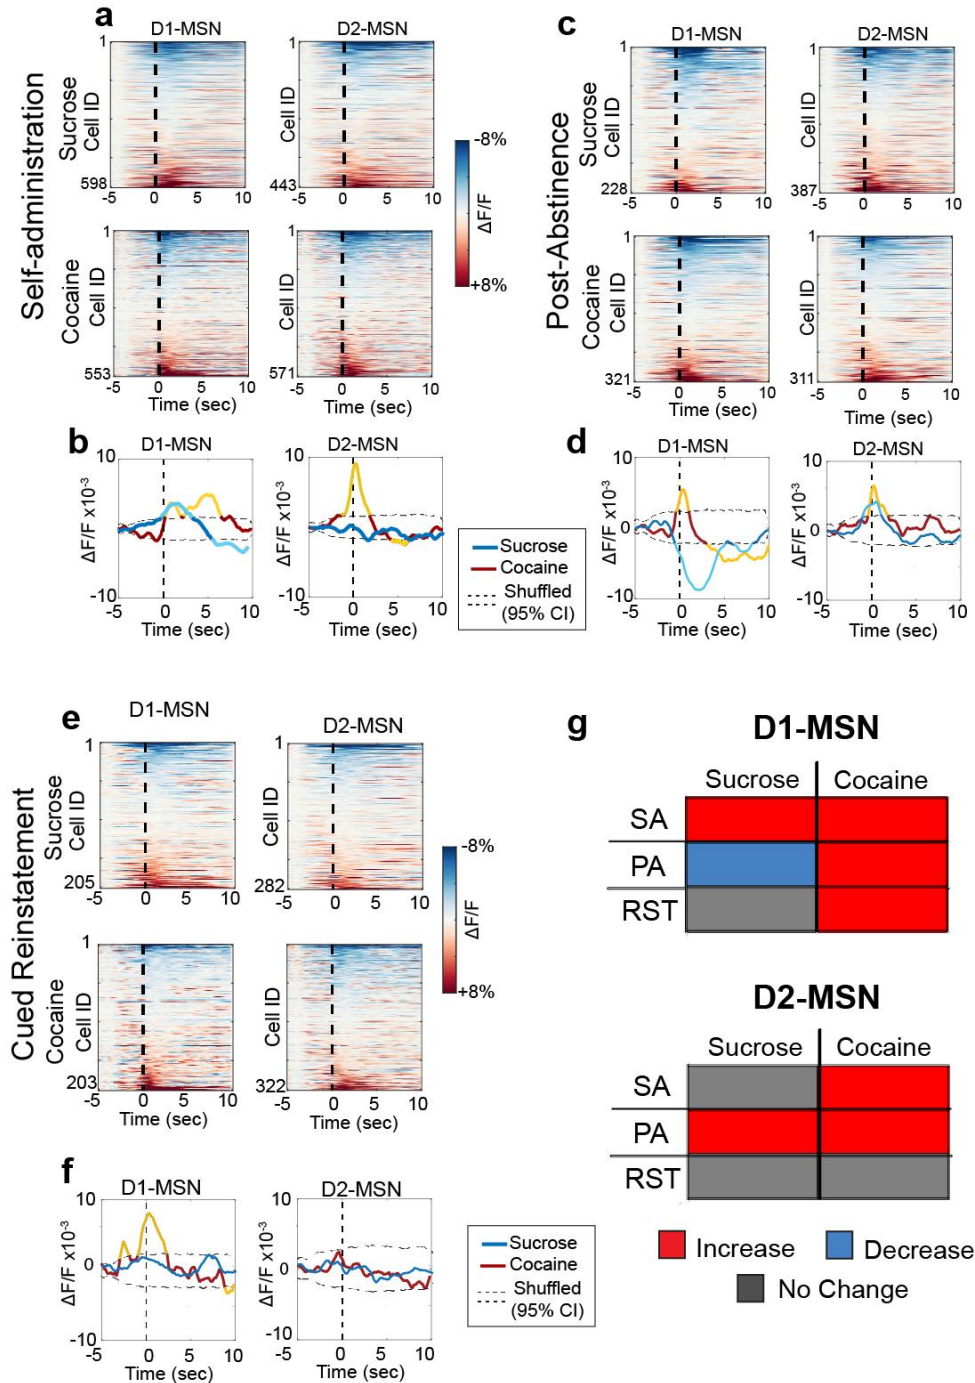 a
D1-MSN
D2-MSN
Self-administration
Sucrose
Cell ID
1
598
-5 0 5 10
Cell ID
1
443
-5 0 5 10
-8%
ΔF/F
+8%
Cocaine
Cell ID
1
553
-5 0 5 10
Time (sec)
Cell ID
1
571
-5 0 5 10
Time (sec)
b
D1-MSN
10
0
-10
ΔF/F x10-3
-5 0 5 10
Time (sec)
D2-MSN
10
0
-10
ΔF/F x10-3
-5 0 5 10
Time (sec)
Sucrose
Cocaine
Shuffled
(95% CI)
c
D1-MSN
D2-MSN
Post-Abstinence
Sucrose
Cell ID
1
228
-5 0 5 10
Cell ID
1
387
-5 0 5 10
Cocaine
Cell ID
1
321
-5 0 5 10
Time (sec)
Cell ID
1
311
-5 0 5 10
Time (sec)
d
D1-MSN
10
0
-10
ΔF/F x10-3
-5 0 5 10
Time (sec)
D2-MSN
10
0
-10
ΔF/F x10-3
-5 0 5 10
Time (sec)
e
D1-MSN
D2-MSN
Cued Reinstatement
Sucrose
Cell ID
1
205
-5 0 5 10
Cell ID
1
282
-5 0 5 10
-8%
ΔF/F
+8%
Cocaine
Cell ID
1
203
-5 0 5 10
Time (sec)
Cell ID
1
322
-5 0 5 10
Time (sec)
f
D1-MSN
10
0
-10
ΔF/F x10-3
-5 0 5 10
Time (sec)
D2-MSN
10
0
-10
ΔF/F x10-3
-5 0 5 10
Time (sec)
Sucrose
Cocaine
Shuffled
(95% CI)
g
D1-MSN
Sucrose Cocaine
SA
PA
RST
D2-MSN
Sucrose Cocaine
SA
PA
RST
Increase Decrease
No Change